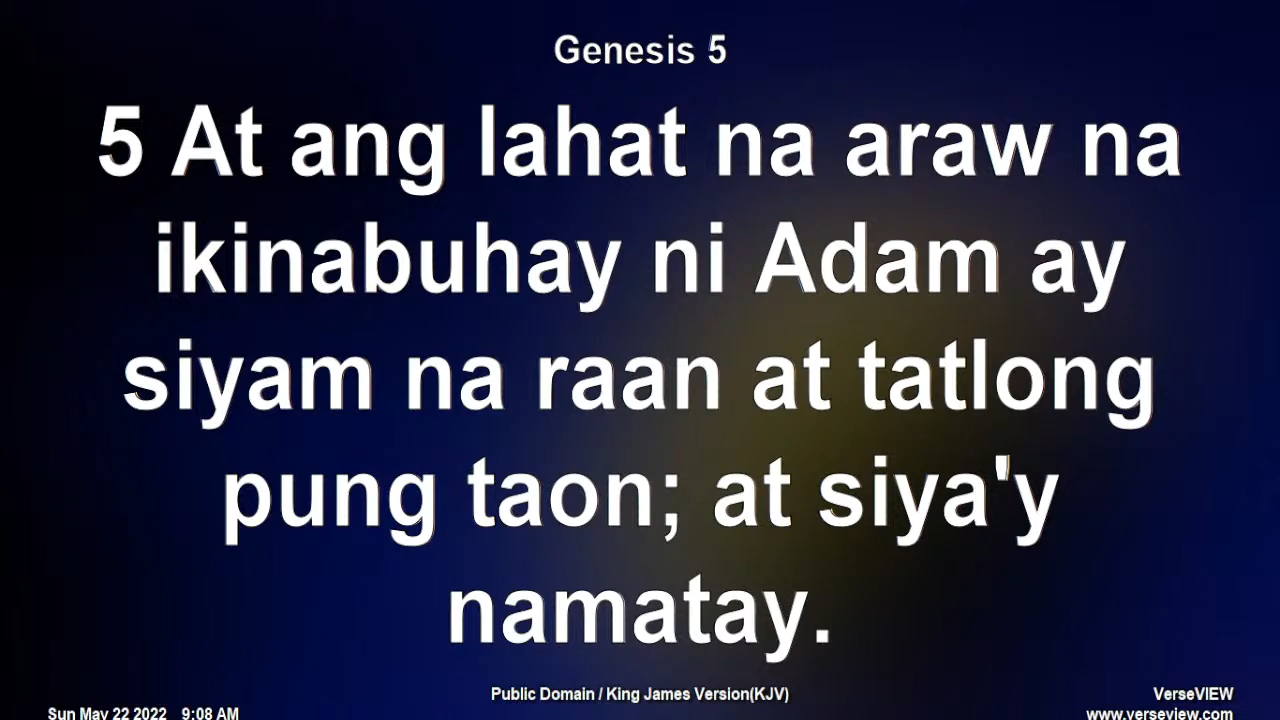 Genesis 5
5 At ang lahat na araw na
ikinabuhay ni Adam ay
siyam na raan at tatlong
pung taon; at siya'y
namatay.
Public Domain / King James Version(KJV)
VerseVIEW
Sun May 22 2022 9:08 AM
www.verseview.com